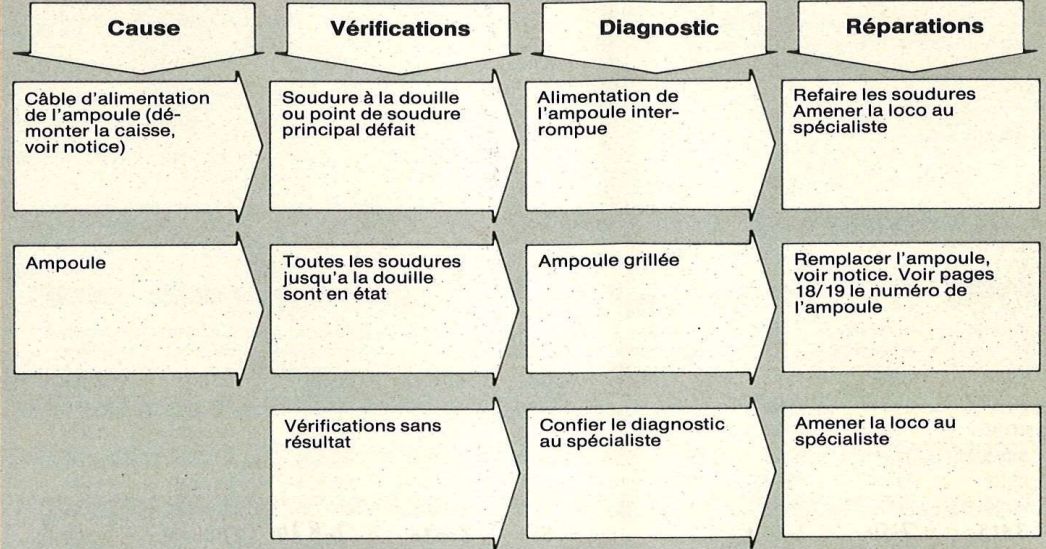 Cause
Vérifications
Diagnostic
Réparations
Câble d'alimentation
de l'ampoule (dé-
monter la caisse,
voir notice)
Soudure à la douille
ou point de soudure
principal défait
Alimentation de
l'ampoule inter-
rompue
Refaire les soudures
Amener la loco au
spécialiste
Ampoule
Toutes les soudures
jusqu'a la douille
sont en état
Ampoule grillée
Remplacer l'ampoule,
voir notice. Voir pages
18/19 le numéro de
l'ampoule
Vérifications sans
résultat
Confier le diagnostic
au spécialiste
Amener la loco au
spécialiste